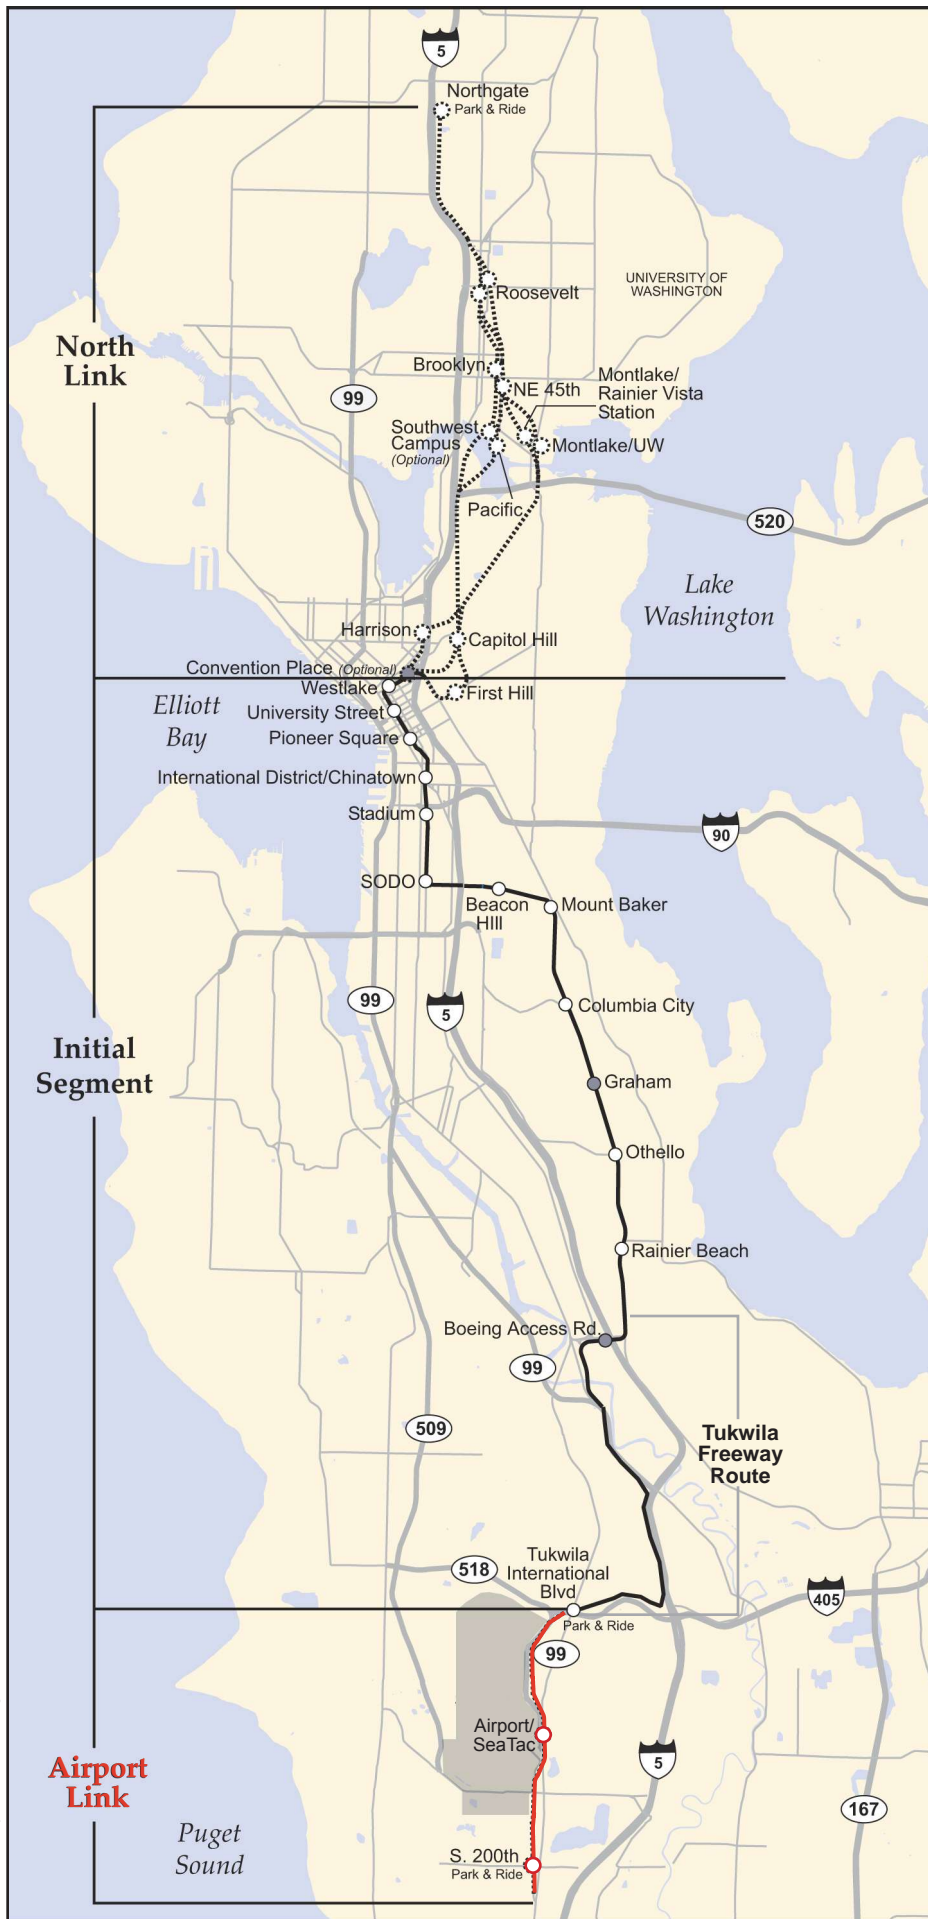 5
Northgate
Park & Ride
UNIVERSITY OF
WASHINGTON
Roosevelt
North
Link
Brooklyn
NE 45th
Montlake/
Rainier Vista
Station
99
Southwest
Campus
(Optional)
Montlake/UW
Pacific
520
Lake
Washington
Harrison
Capitol Hill
Convention Place (Optional)
Westlake
First Hill
Elliott
Bay
University Street
Pioneer Square
International District/Chinatown
Stadium
90
SODO
Beacon
HIll
Mount Baker
99
5
Columbia City
Initial
Segment
Graham
Othello
Rainier Beach
Boeing Access Rd.
99
509
Tukwila
Freeway
Route
518
Tukwila
International
Blvd
Park & Ride
405
99
Airport/
SeaTac
5
Airport
Link
167
Puget
Sound
S. 200th
Park & Ride